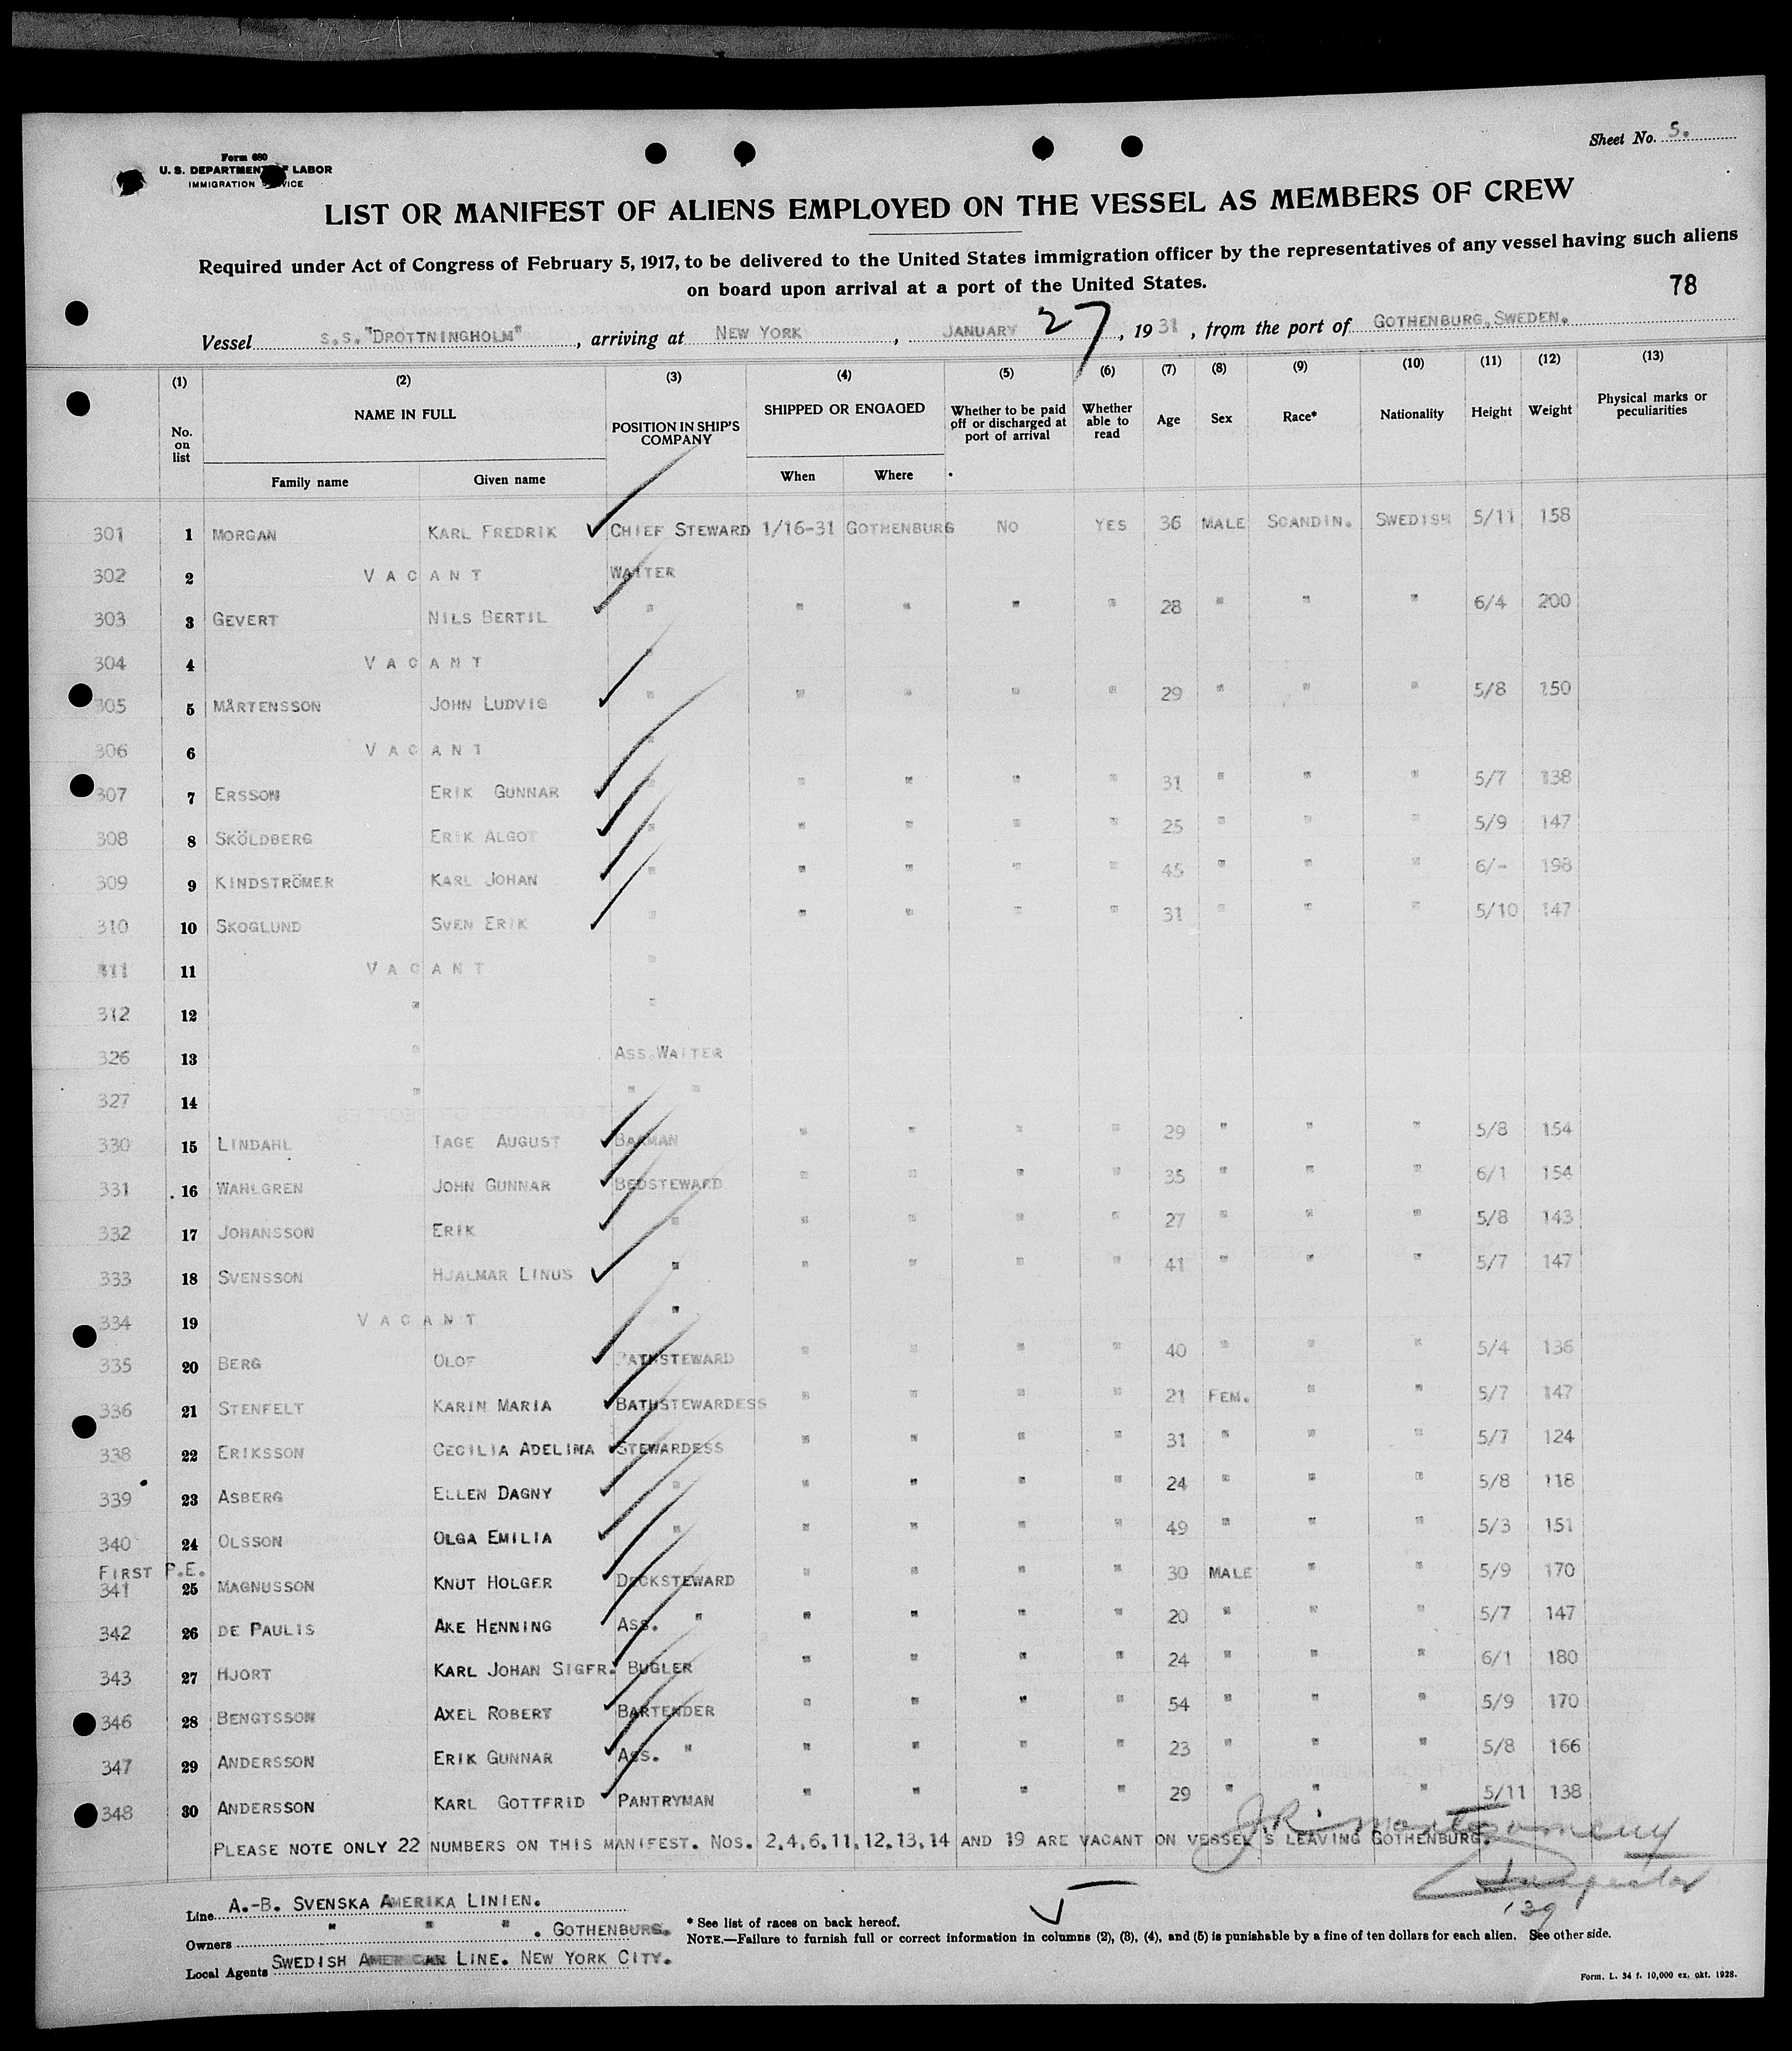 Sheet No. 5.
Form 680
U. S. DEPARTMENT OF LABOR
IMMIGRATION SERVICE
LIST OR MANIFEST OF ALIENS EMPLOYED ON THE VESSEL AS MEMBERS OF CREW
Required under Act of Congress of February 5, 1917, to be delivered to the United States immigration officer by the representatives of any vessel having such aliens
on board upon arrival at a port of the United States.
78
Vessel S.S. "DROTTNINGHOLM", arriving at NEW YORK, JANUARY 27, 1931, from the port of GOTHENBURG, SWEDEN.
(1) (2) (3) (4) (5) (6) (7) (8) (9) (10) (11) (12) (13)
No. on list NAME IN FULL POSITION IN SHIP'S COMPANY SHIPPED OR ENGAGED Whether to be paid off or discharged at port of arrival Whether able to read Age Sex Race* Nationality Height Weight Physical marks or peculiarities
Family name Given name When Where
301 1 MORGAN KARL FREDRIK CHIEF STEWARD 1/16-31 GOTHENBURG NO YES 36 MALE SCANDIN. SWEDISH 5/11 158
302 2 VACANT WAITER
303 3 GEVERT NILS BERTIL " " " " " 28 " " " 6/4 200
304 4 VACANT "
305 5 MÅRTENSSON JOHN LUDVIG " " " " " 29 " " " 5/8 150
306 6 VACANT "
307 7 ERSSON ERIK GUNNAR " " " " " 31 " " " 5/7 138
308 8 SKÖLDBERG ERIK ALGOT " " " " " 25 " " " 5/9 147
309 9 KINDSTRÖMER KARL JOHAN " " " " " 45 " " " 6/- 198
310 10 SKOGLUND SVEN ERIK " " " " " 31 " " " 5/10 147
311 11 VACANT "
312 12 " "
326 13 " ASS.WAITER
327 14 " " "
330 15 LINDAHL TAGE AUGUST BARMAN " " " " 29 " " " 5/8 154
331 16 WAHLGREN JOHN GUNNAR BEDSTEWARD " " " " 35 " " " 6/1 154
332 17 JOHANSSON ERIK " " " " " 27 " " " 5/8 143
333 18 SVENSSON HJALMAR LINUS " " " " " 41 " " " 5/7 147
334 19 VACANT "
335 20 BERG OLOF BATHSTEWARD " " " " 40 " " " 5/4 136
336 21 STENFELT KARIN MARIA BATHSTEWARDESS " " " " 21 FEM. " " 5/7 147
338 22 ERIKSSON CECILIA ADELINA STEWARDESS " " " " 31 " " " 5/7 124
339 23 ASBERG ELLEN DAGNY " " " " " 24 " " " 5/8 118
340 24 OLSSON OLGA EMILIA " " " " " 49 " " " 5/3 151
FIRST P.E.
341 25 MAGNUSSON KNUT HOLGER DECKSTEWARD " " " " 30 MALE " " 5/9 170
342 26 DE PAULIS AKE HENNING ASS. " " " " " 20 " " " 5/7 147
343 27 HJORT KARL JOHAN SIGFR. BUGLER " " " " 24 " " " 6/1 180
346 28 BENGTSSON AXEL ROBERT BARTENDER " " " " 54 " " " 5/9 170
347 29 ANDERSSON ERIK GUNNAR ASS. " " " " " 23 " " " 5/8 166
348 30 ANDERSSON KARL GOTTFRID PANTRYMAN " " " " 29 " " " 5/11 138
PLEASE NOTE ONLY 22 NUMBERS ON THIS MANIFEST. NOS. 2,4,6,11,12,13,14 AND 19 ARE VACANT ON VESSEL'S LEAVING GOTHENBURG.
Montgomery
Inspector
Line A.-B. SVENSKA AMERIKA LINIEN.
Owners " " " . GOTHENBURG.
Local Agents SWEDISH AMERICAN LINE. NEW YORK CITY.
* See list of races on back hereof.
NOTE.—Failure to furnish full or correct information in columns (2), (3), (4), and (5) is punishable by a fine of ten dollars for each alien. See other side.
Form. L. 34 f. 10,000 ex. okt. 1928.